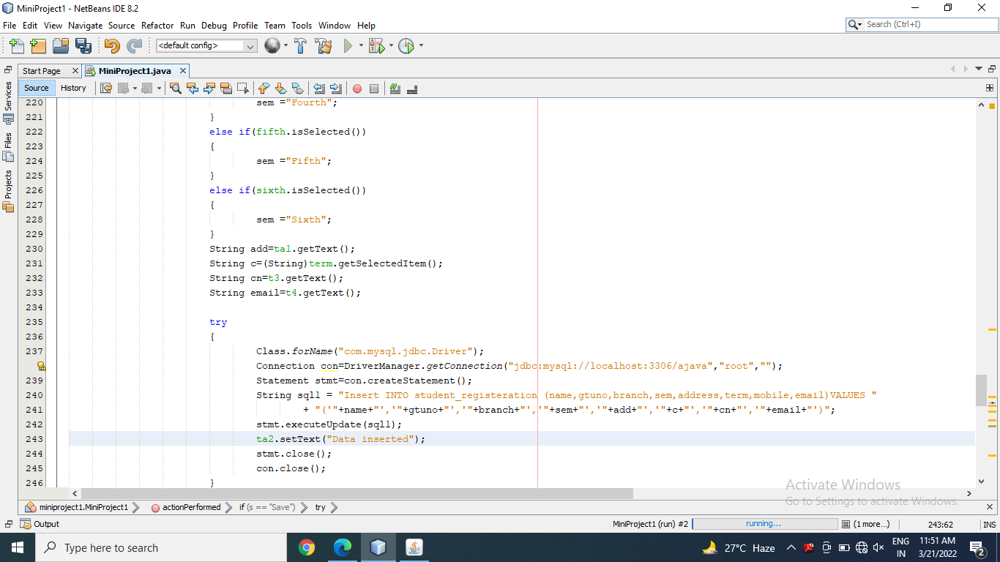 MiniProject1 - NetBeans IDE 8.2
File Edit View Navigate Source Refactor Run Debug Profile Team Tools Window Help
Search (Ctrl+I)
<default config>
Start Page
MiniProject1.java
Source History
Services
Files
Projects
220 sem ="Fourth";
221 }
222 else if(fifth.isSelected())
223 {
224 sem ="Fifth";
225 }
226 else if(sixth.isSelected())
227 {
228 sem ="Sixth";
229 }
230 String add=ta1.getText();
231 String c=(String)term.getSelectedItem();
232 String cn=t3.getText();
233 String email=t4.getText();
234
235 try
236 {
237 Class.forName("com.mysql.jdbc.Driver");
Connection con=DriverManager.getConnection("jdbc:mysql://localhost:3306/ajava","root","");
239 Statement stmt=con.createStatement();
240 String sql1 = "Insert INTO student_registeration (name,gtuno,branch,sem,address,term,mobile,email)VALUES "
241 + "('"+name+"','"+gtuno+"','"+branch+"','"+sem+"','"+add+"','"+c+"','"+cn+"','"+email+"')";
242 stmt.executeUpdate(sql1);
243 ta2.setText("Data inserted");
244 stmt.close();
245 con.close();
246 }
Activate Windows
Go to Settings to activate Windows.
miniproject1.MiniProject1 actionPerformed if (s == "Save") try
Output
MiniProject1 (run) #2 running... (1 more...) 243:62 INS
Type here to search
27°C Haze
ENG
IN
11:51 AM
3/21/2022
2